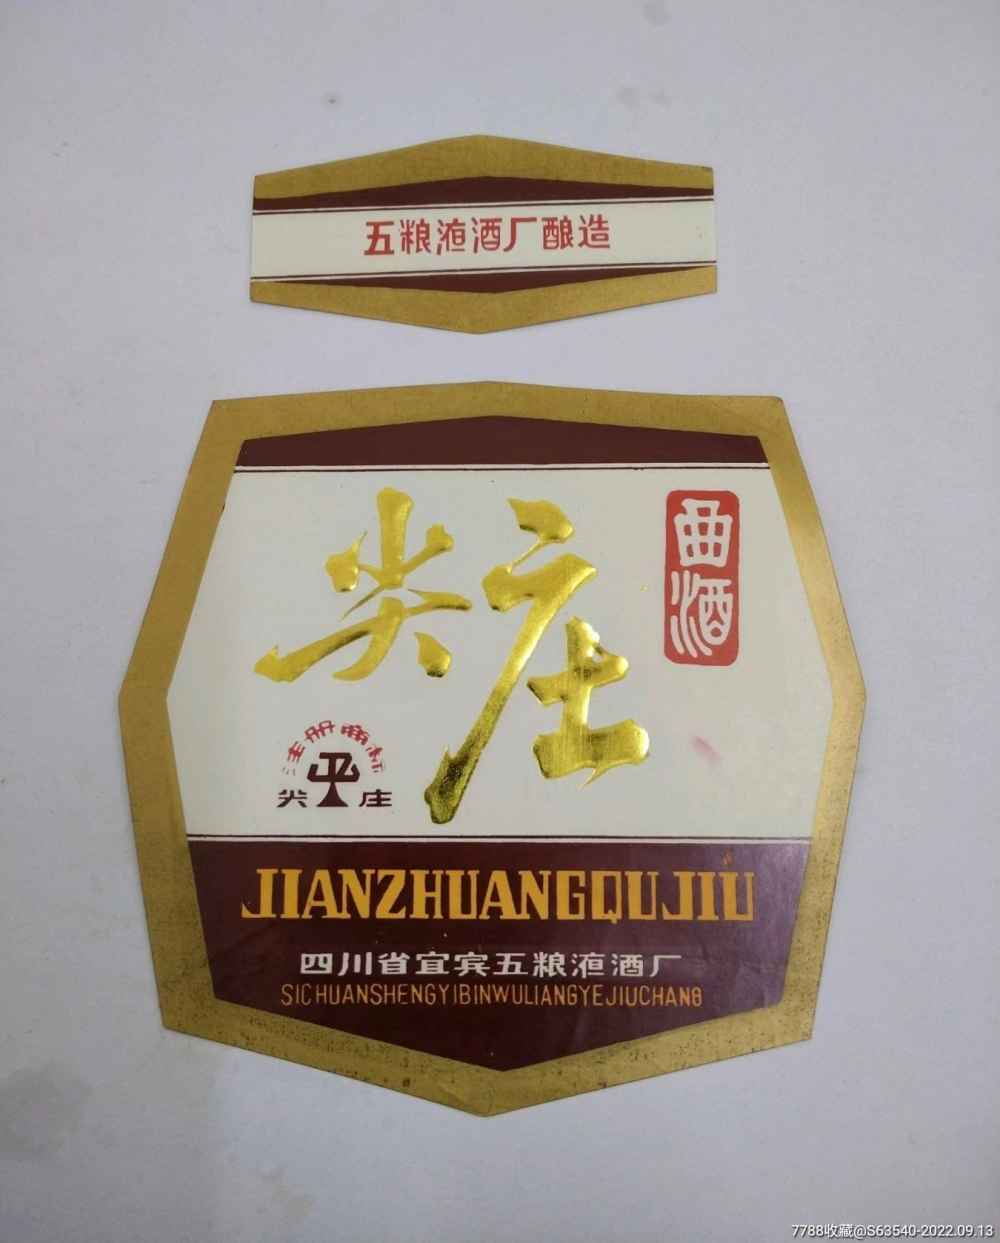 五粮液酒厂酿造
尖庄
曲酒
注册商标
尖庄
JIANZHUANGQUJIŬ
四川省宜宾五粮液酒厂
SICHUANSHENGYIBINWULIANGYEJIUCHANG
7788收藏@S63540-2022.09.13